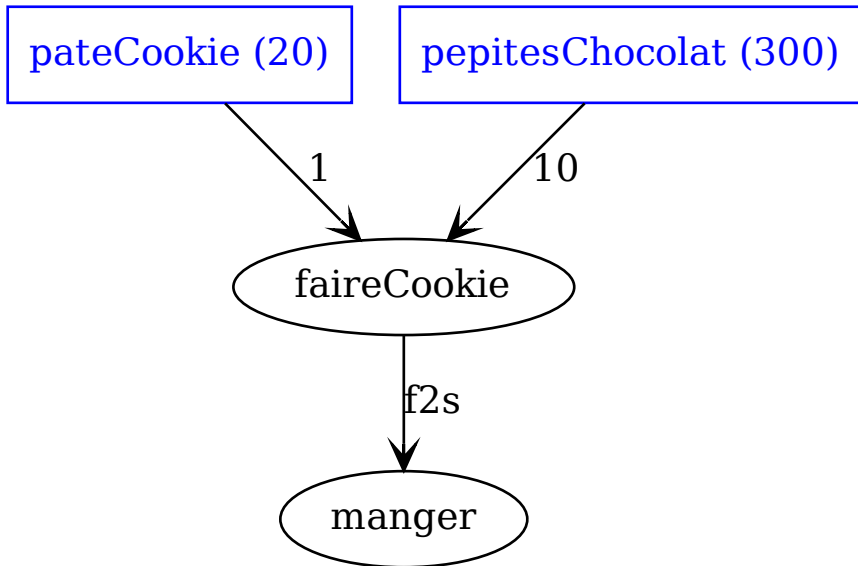 pateCookie (20)
pepitesChocolat (300)
1
10
faireCookie
f2s
manger